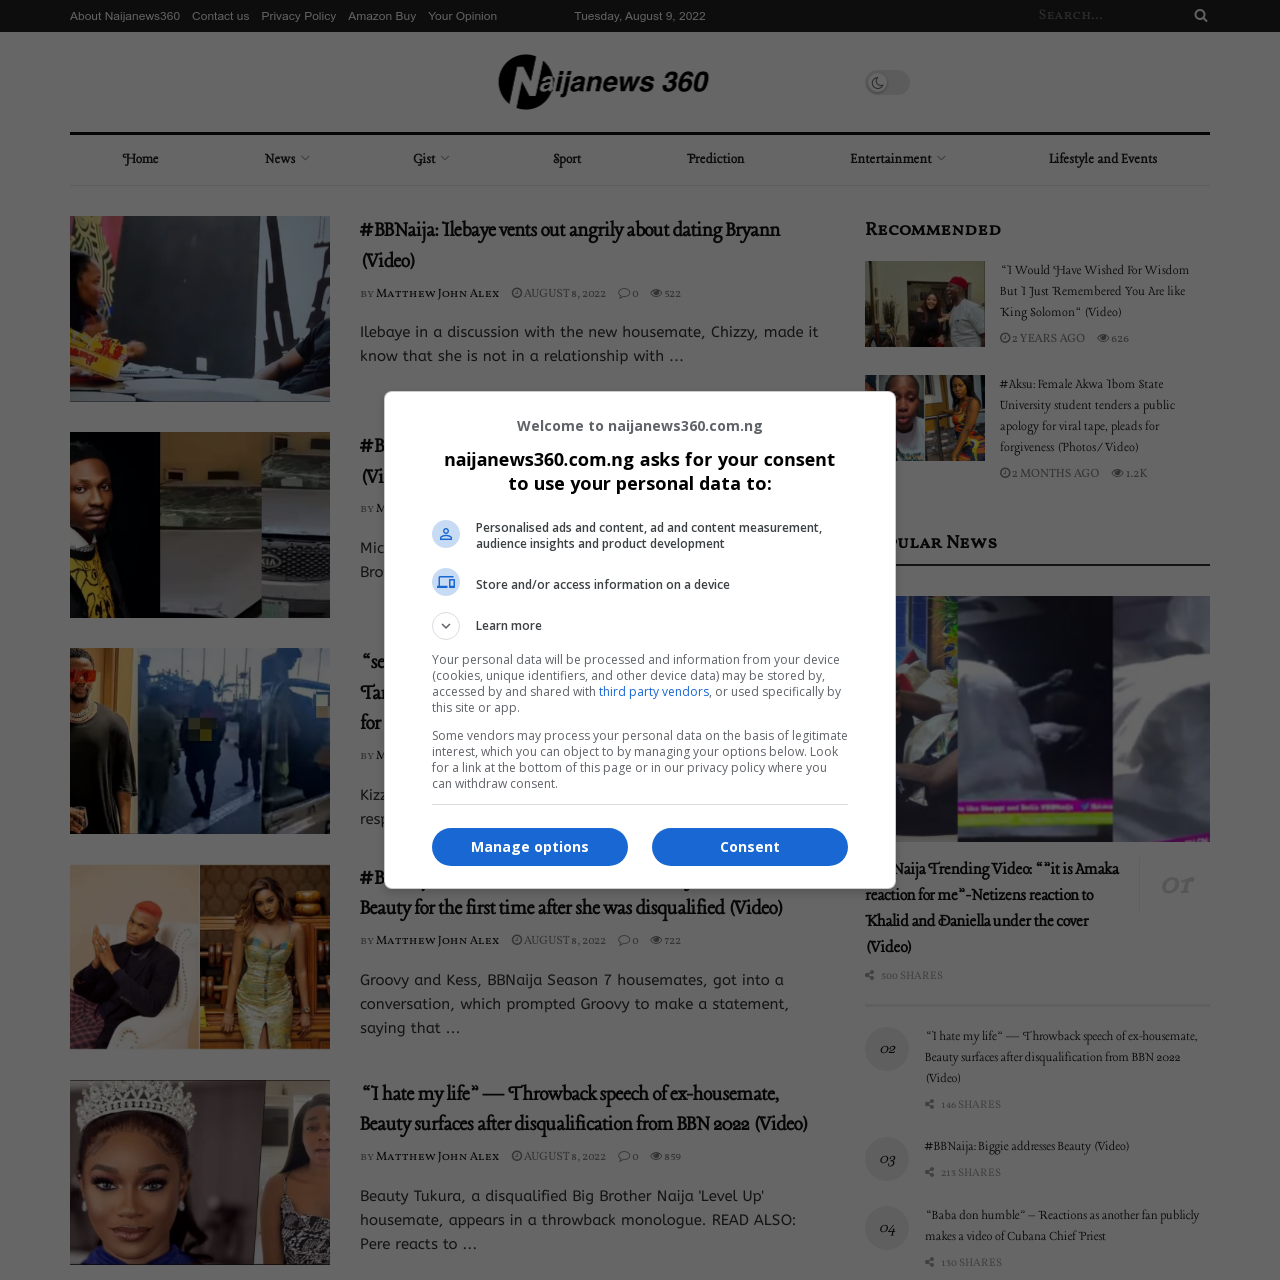 About Naijanews360 Contact us Privacy Policy Amazon Buy Your Opinion Tuesday, August 9, 2022 Search...
Naijanews 360
Home News Gist Sport Prediction Entertainment Lifestyle and Events
#BBNaija: Ilebaye vents out angrily about dating Bryann
(Video)
BY Matthew John Alex AUGUST 8, 2022 0 522
Ilebaye in a discussion with the new housemate, Chizzy, made it
know that she is not in a relationship with ...
#B
(Vi
BY M
Mic
Bro
KIA
"se
Tan
for
BY M
Kizz
resp
Beauty for the first time after she was disqualified (Video)
BY Matthew John Alex AUGUST 8, 2022 0 722
Groovy and Kess, BBNaija Season 7 housemates, got into a
conversation, which prompted Groovy to make a statement,
saying that ...
"I hate my life" — Throwback speech of ex-housemate,
Beauty surfaces after disqualification from BBN 2022 (Video)
BY Matthew John Alex AUGUST 8, 2022 0 859
Beauty Tukura, a disqualified Big Brother Naija 'Level Up'
housemate, appears in a throwback monologue. READ ALSO:
Pere reacts to ...
Recommended
"I Would Have Wished For Wisdom
But I Just Remembered You Are like
King Solomon" (Video)
2 YEARS AGO 626
#Aksu: Female Akwa Ibom State
University student tenders a public
apology for viral tape, pleads for
forgiveness (Photos/Video)
2 MONTHS AGO 1.2K
pular News
Naija Trending Video: ""it is Amaka
reaction for me"-Netizens reaction to
Khalid and Daniella under the cover
(Video)
01
500 SHARES
02
"I hate my life" — Throwback speech of ex-housemate,
Beauty surfaces after disqualification from BBN 2022
(Video)
146 SHARES
03
#BBNaija: Biggie addresses Beauty (Video)
213 SHARES
04
"Baba don humble" – Reactions as another fan publicly
makes a video of Cubana Chief Priest
130 SHARES
Welcome to naijanews360.com.ng
naijanews360.com.ng asks for your consent
to use your personal data to:
Personalised ads and content, ad and content measurement,
audience insights and product development
Store and/or access information on a device
Learn more
Your personal data will be processed and information from your device
(cookies, unique identifiers, and other device data) may be stored by,
accessed by and shared with third party vendors, or used specifically by
this site or app.
Some vendors may process your personal data on the basis of legitimate
interest, which you can object to by managing your options below. Look
for a link at the bottom of this page or in our privacy policy where you
can withdraw consent.
Manage options Consent